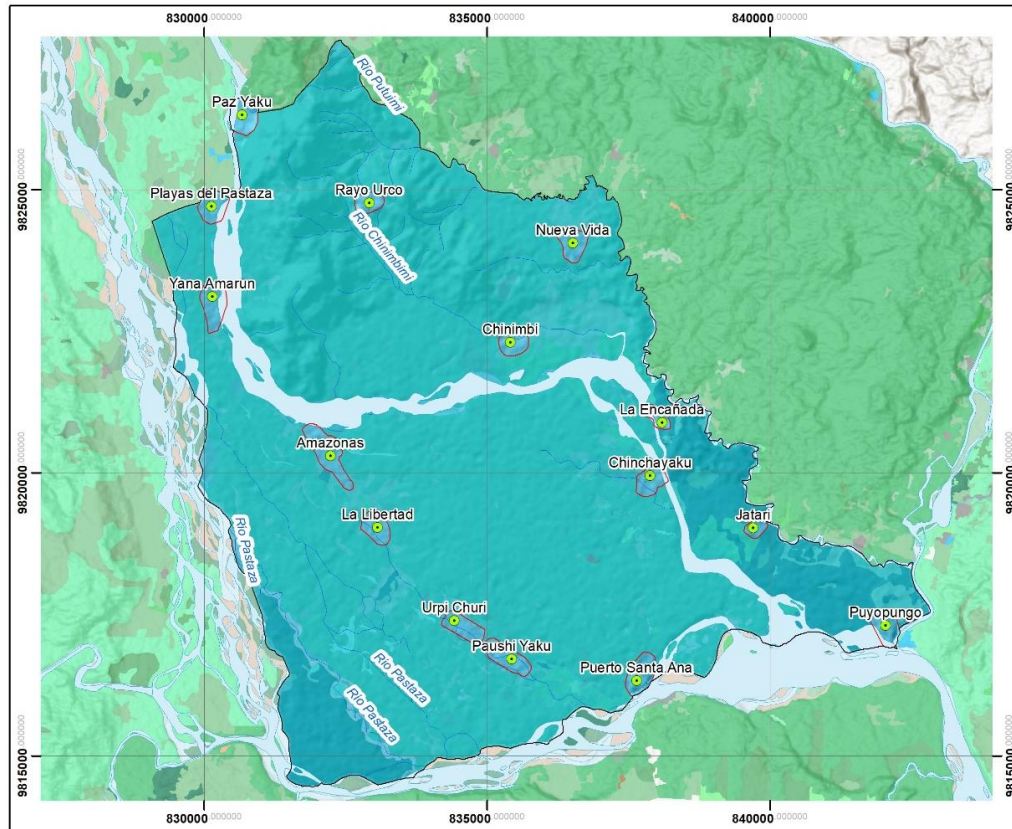 830000.000000
835000.000000
840000.000000
Río Putuimi
Paz Yaku
9825000.000000
9825000.000000
Playas del Pastaza
Rayo Urco
Río Chinimbimi
Nueva Vida
Yana Amarun
Chinimbi
La Encañada
Amazonas
Chinchayaku
9820000.000000
9820000.000000
La Libertad
Jatari
Río Pastaza
Urpi Churi
Puyopungo
Paushi Yaku
Puerto Santa Ana
Río Pastaza
Río Pastaza
9815000.000000
9815000.000000
830000.000000
835000.000000
840000.000000